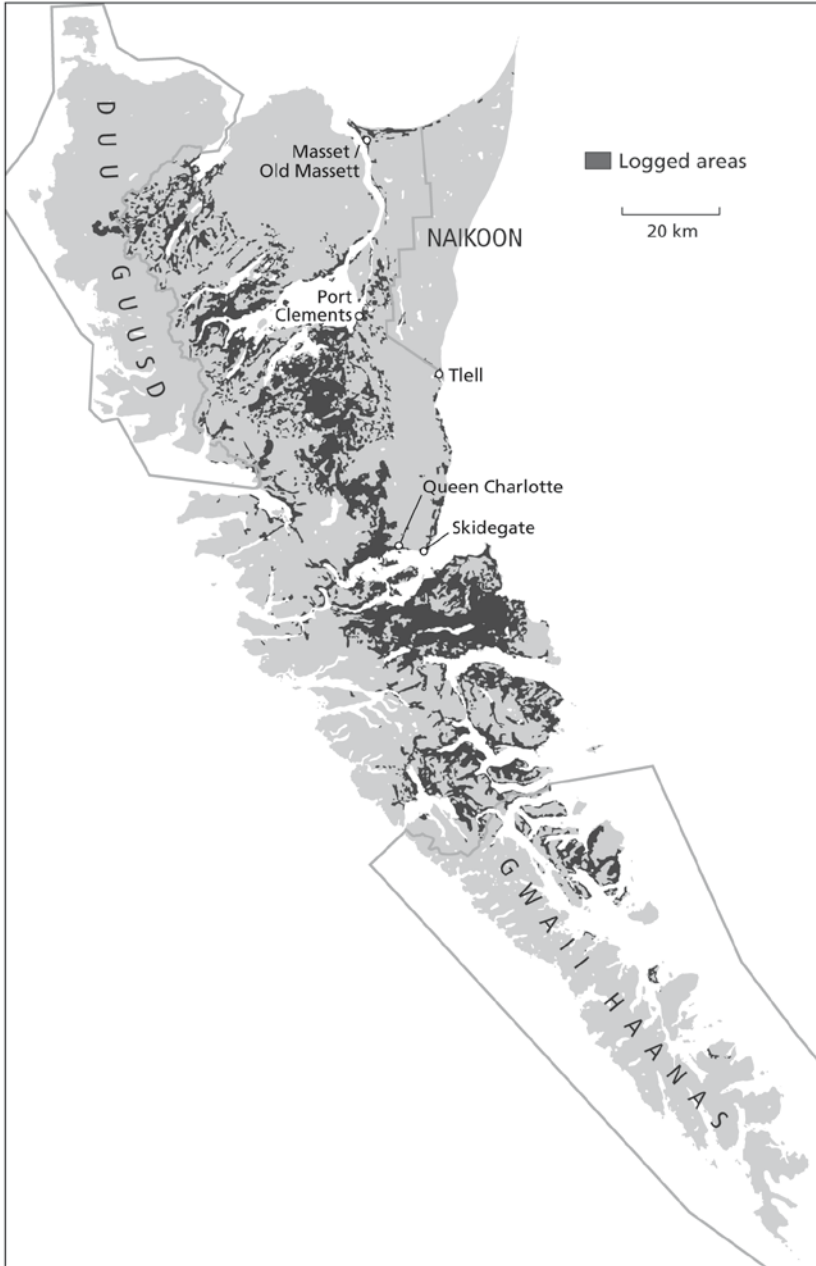 DUU GUUSD
Masset /
Old Massett
Logged areas
20 km
NAIKOON
Port
Clements
Tlell
Queen Charlotte
Skidegate
GWAII HAANAS